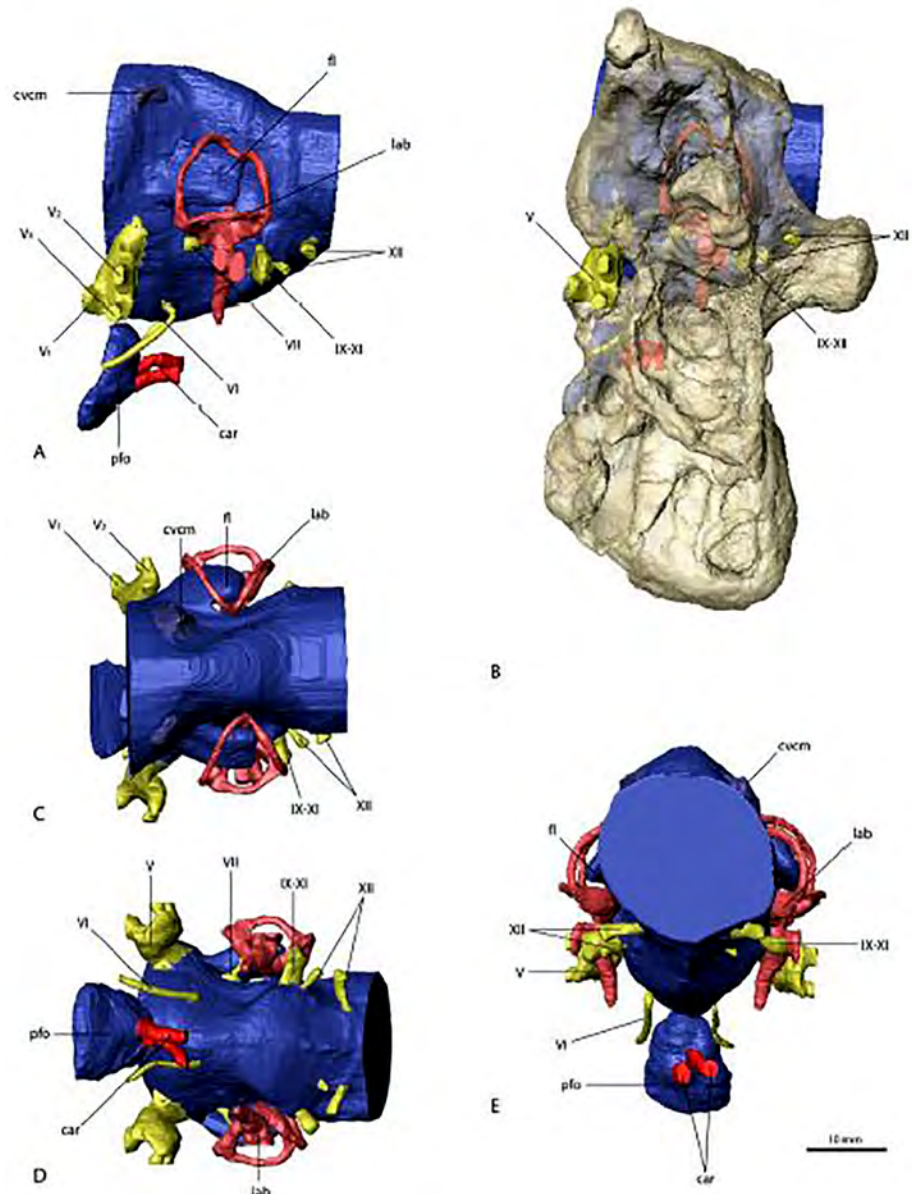 fl
cvcm
lab
V2
V3
V1
XII
IX-XI
VII
VI
car
pfo
A
V
XII
IX-XII
B
V1
V2
cvcm
fl
lab
IX-XI
XII
C
V
VII
IX-XI
XII
VI
pfo
car
lab
D
cvcm
fl
lab
XII
IX-XI
V
VI
pfo
car
E
10 mm